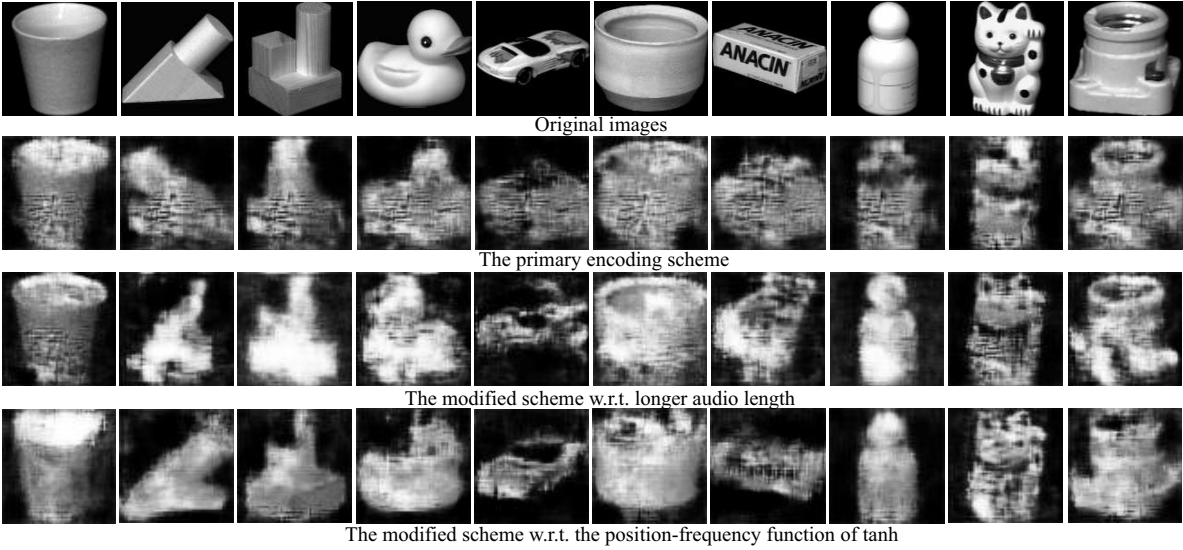 ANACIN
ANACIN
Original images
The primary encoding scheme
The modified scheme w.r.t. longer audio length
The modified scheme w.r.t. the position-frequency function of tanh